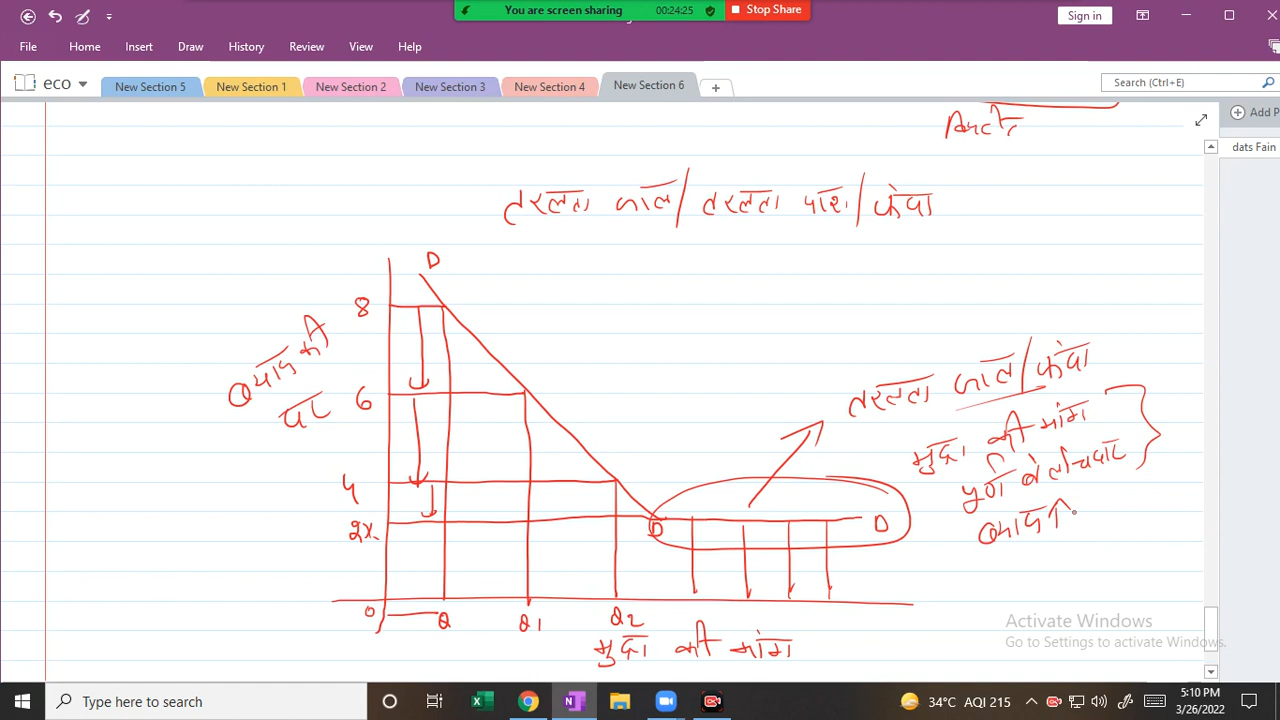 You are screen sharing 00:24:25 Stop Share
Sign in
File Home Insert Draw History Review View Help
eco New Section 5 New Section 1 New Section 2 New Section 3 New Section 4 New Section 6
Search (Ctrl+E)
Add P
dats Fain
तरलता जाल/ तरलता पाश/ फंदा
D
8
ब्याज की
दर
6
4
2%
D D
तरलता जाल/फंदा
मुद्रा की मांग
पूर्ण बेलोचदार
ब्याज
0 Q Q1 Q2
मुद्रा की मांग
Activate Windows
Go to Settings to activate Windows.
Type here to search
34°C AQI 215
5:10 PM
3/26/2022